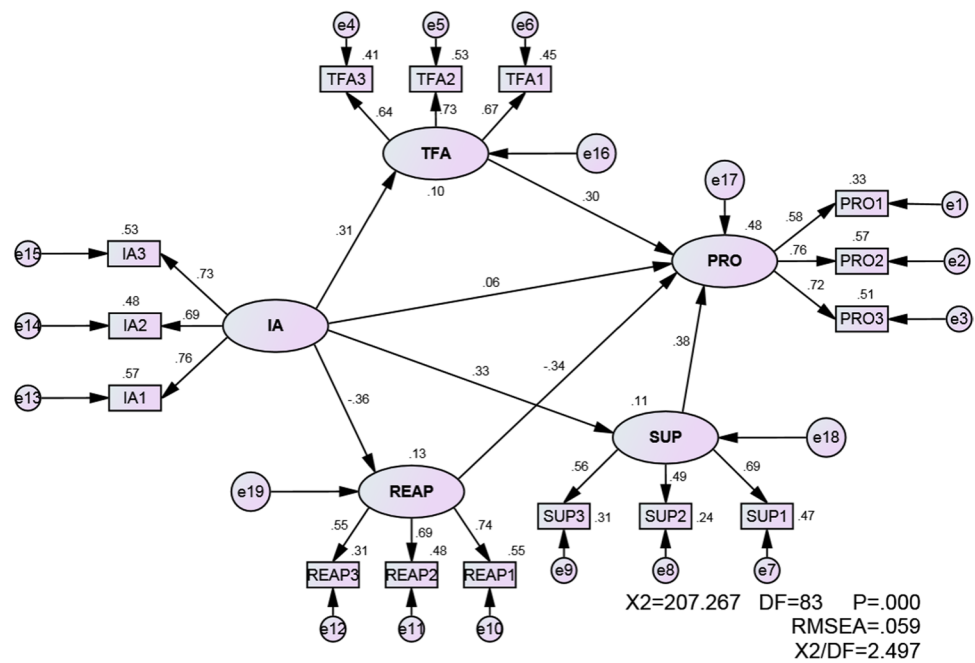 e4 e5 e6
.41 .53 .45
TFA3 TFA2 TFA1
.64 .73 .67
TFA e16
.10
e17
.30
.33
.48 .58 PRO1 e1
.31
.53
e15 IA3
.73
PRO .76 .57 PRO2 e2
.06
.72 .51
.48
e14 IA2 .69 IA
PRO3 e3
.76
.57
e13 IA1
.33 -.34 .38
-.36
.11
SUP e18
.13
.56 .49 .69
e19 REAP
SUP3 .31 SUP2 .24 SUP1 .47
.55 .69 .74
.31 .48 .55
REAP3 REAP2 REAP1
e9 e8 e7
e12 e11 e10
X2=207.267 DF=83 P=.000
RMSEA=.059
X2/DF=2.497